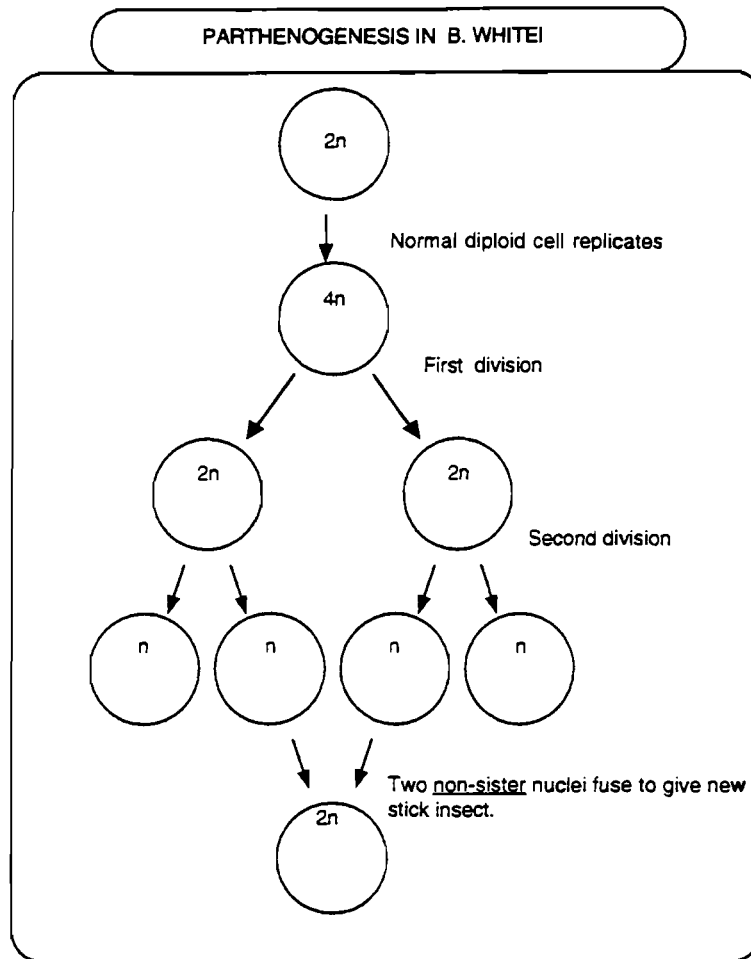 PARTHENOGENESIS IN B. WHITEI
2n
Normal diploid cell replicates
4n
First division
2n 2n
Second division
n n n n
Two non-sister nuclei fuse to give new
stick insect.
2n